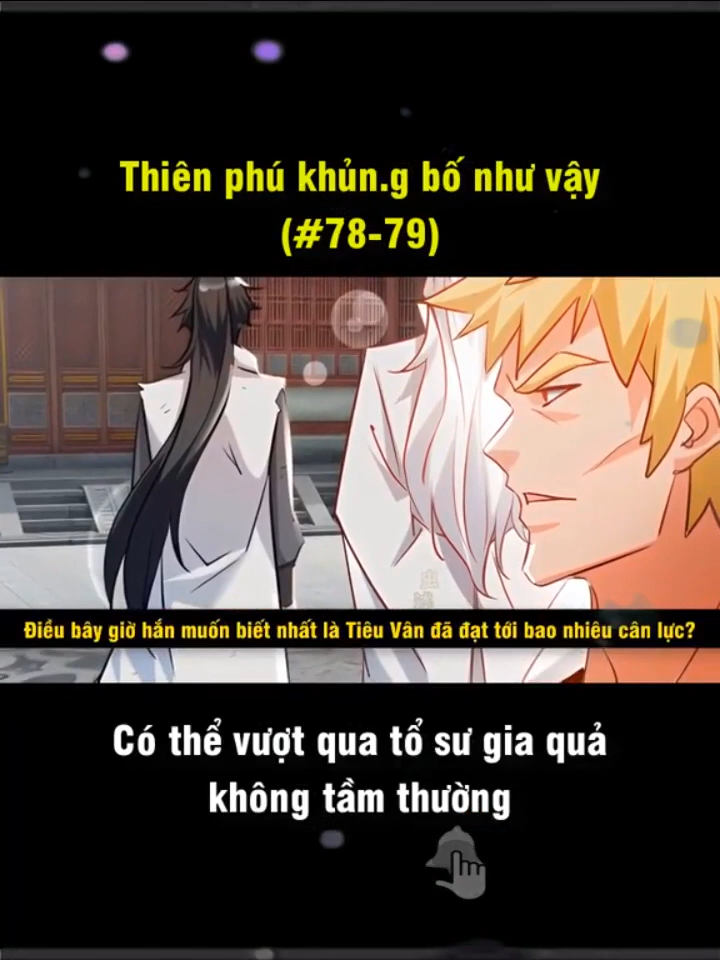 Thiên phú khủn.g bố như vậy
(#78-79)
Điều bây giờ hắn muốn biết nhất là Tiêu Vân đã đạt tới bao nhiêu cân lực?
Có thể vượt qua tổ sư gia quả
không tầm thường